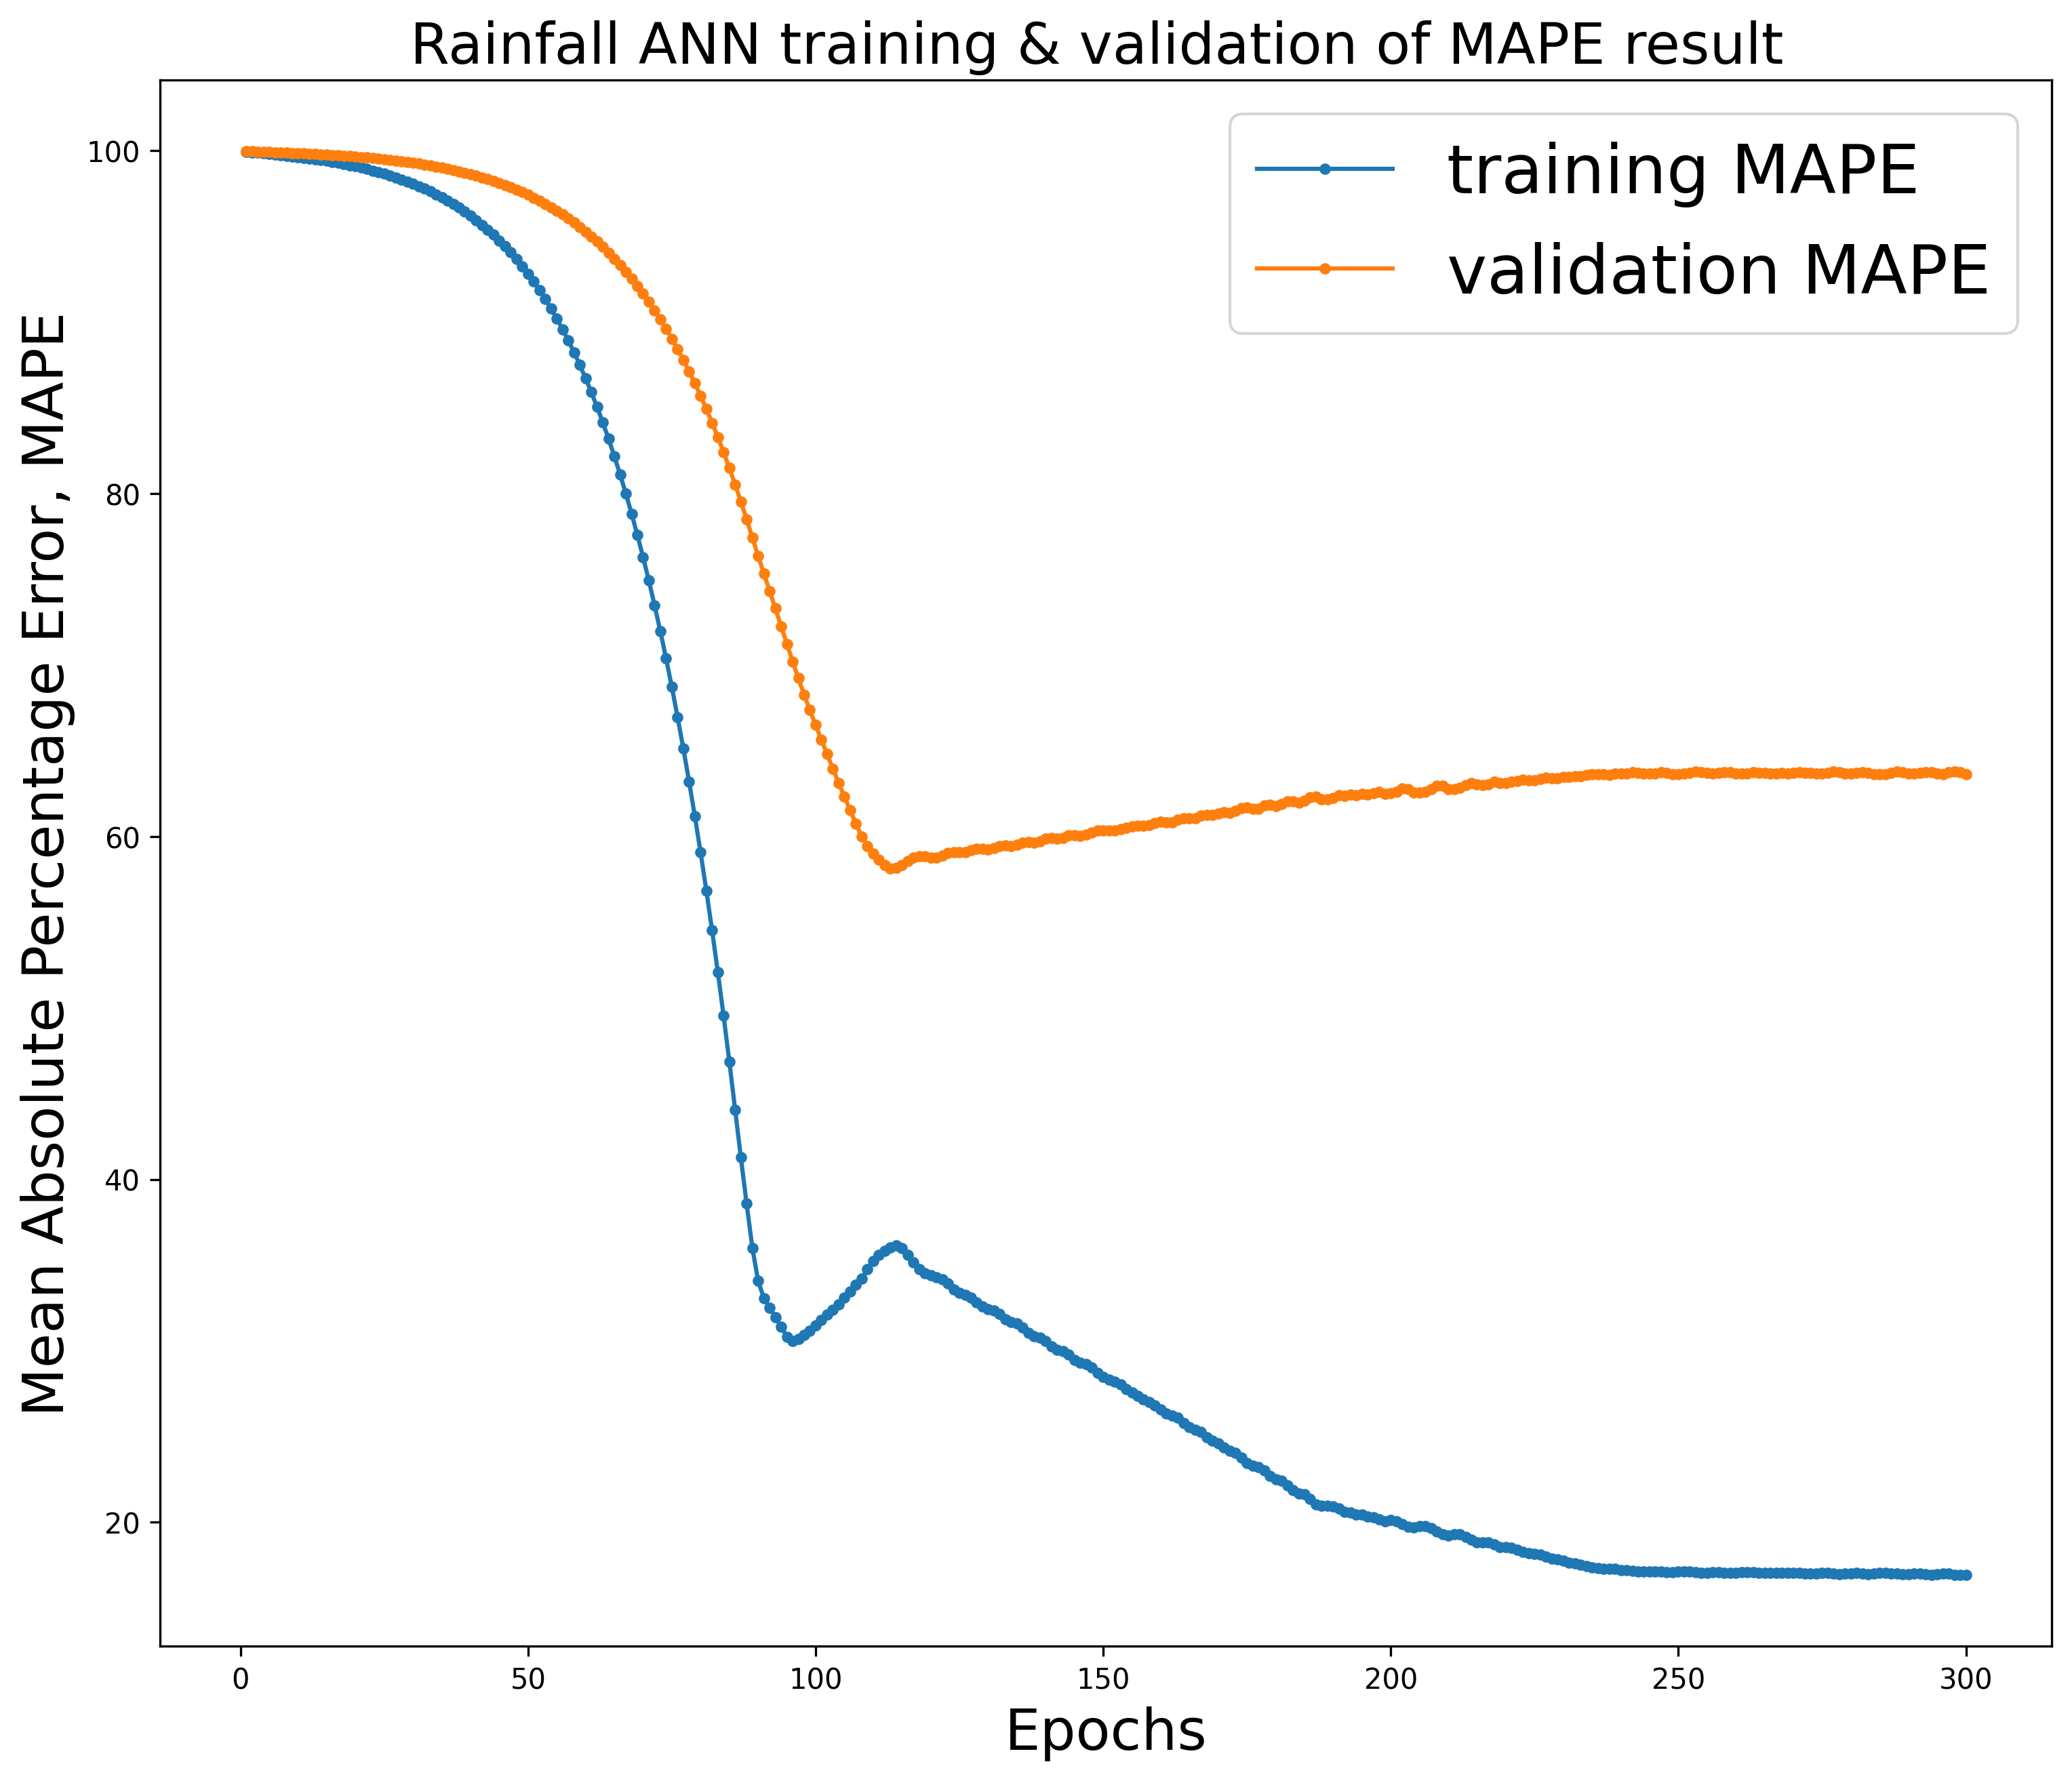 Rainfall ANN training & validation of MAPE result
training MAPE
validation MAPE
Mean Absolute Percentage Error, MAPE
100
80
60
40
20
0 50 100 150 200 250 300
Epochs